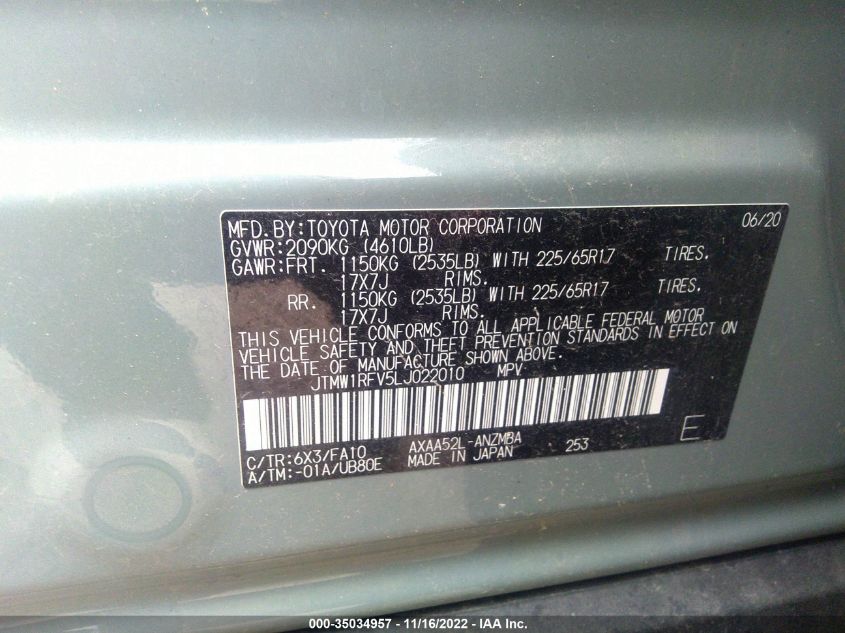 MFD.BY:TOYOTA MOTOR CORPORATION 06/20
GVWR:2090KG (4610LB)
GAWR:FRT. 1150KG (2535LB) WITH 225/65R17 TIRES.
17X7J RIMS.
RR. 1150KG (2535LB) WITH 225/65R17 TIRES.
17X7J RIMS.
THIS VEHICLE CONFORMS TO ALL APPLICABLE FEDERAL MOTOR
VEHICLE SAFETY AND THEFT PREVENTION STANDARDS IN EFFECT ON
THE DATE OF MANUFACTURE SHOWN ABOVE.
JTMW1RFV5LJ022010 MPV
C/TR:6X3/FA10 AXAA52L-ANZMBA 253 E
A/TM:-01A/UB80E MADE IN JAPAN
000-35034957 - 11/16/2022 - IAA Inc.